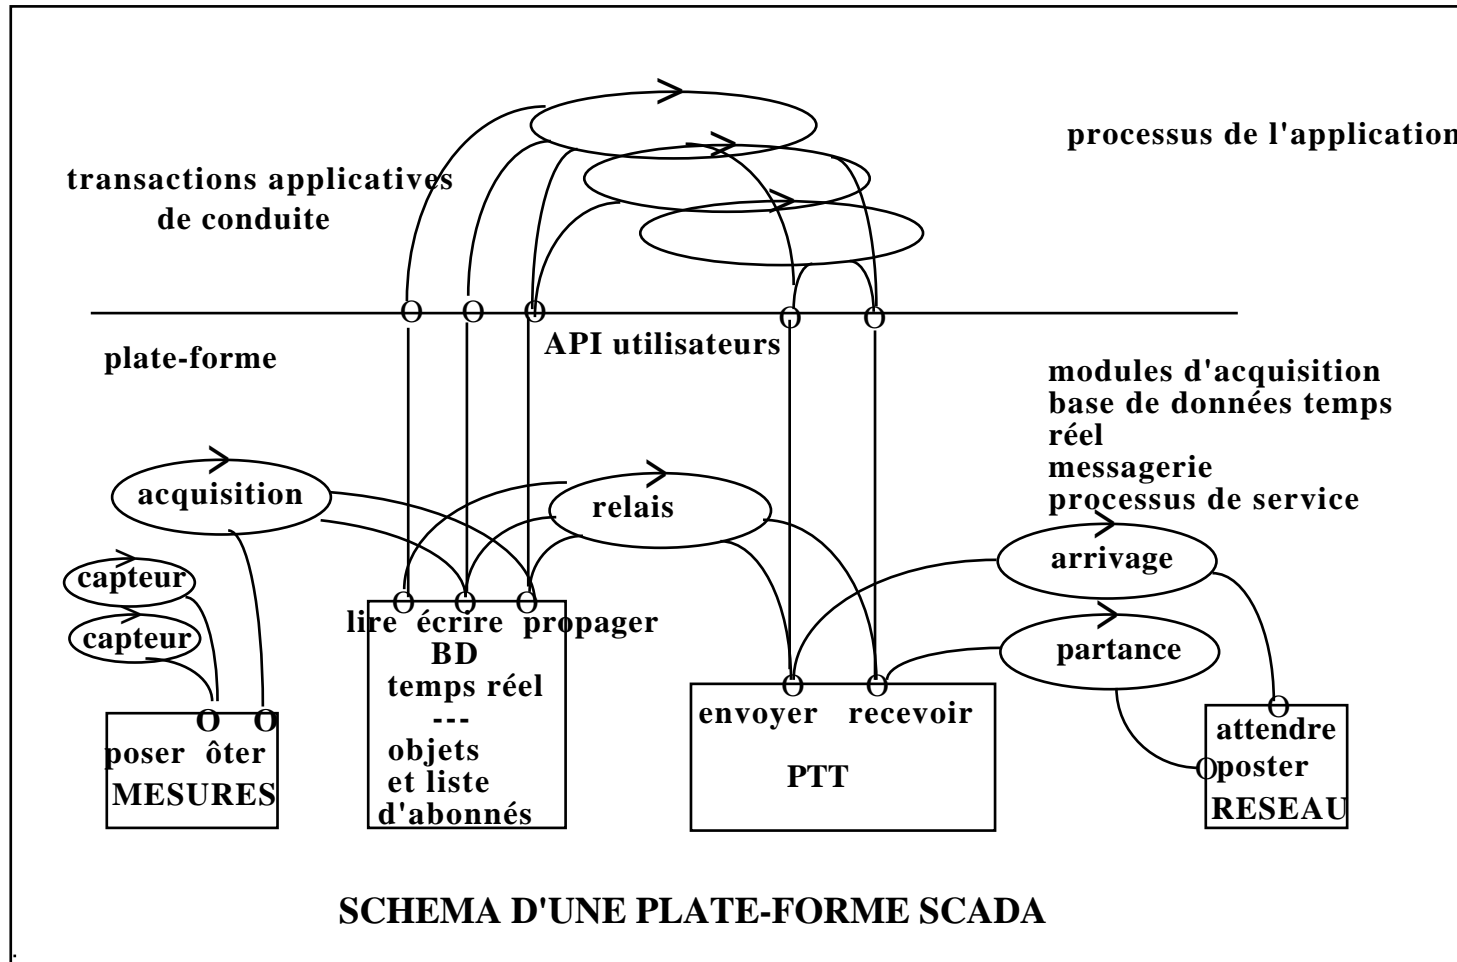 processus de l'application
transactions applicatives
de conduite
API utilisateurs
plate-forme
modules d'acquisition
base de données temps
réel
messagerie
processus de service
acquisition
relais
arrivage
capteur
capteur
partance
lire écrire propager
BD
temps réel
---
objets
et liste
d'abonnés
envoyer recevoir
PTT
poser ôter
MESURES
attendre
poster
RESEAU
SCHEMA D'UNE PLATE-FORME SCADA